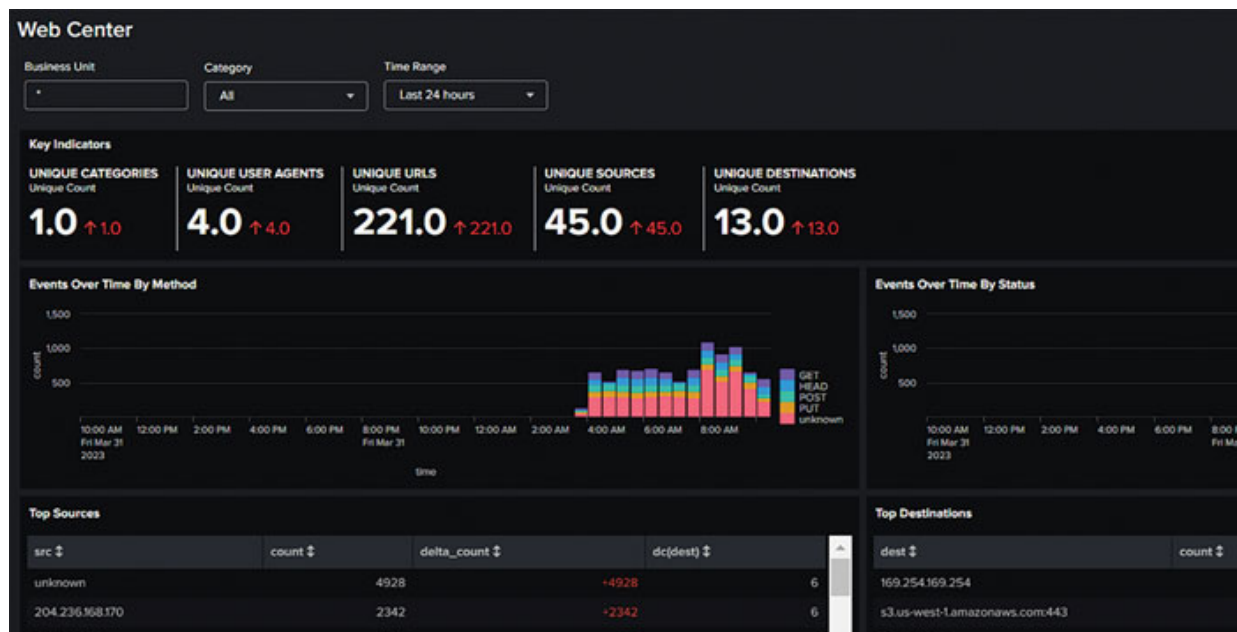 Web Center
Business Unit Category Time Range
* All Last 24 hours
Key Indicators
UNIQUE CATEGORIES UNIQUE USER AGENTS UNIQUE URLS UNIQUE SOURCES UNIQUE DESTINATIONS
Unique Count Unique Count Unique Count Unique Count Unique Count
1.0 ↑1.0 4.0 ↑4.0 221.0 ↑221.0 45.0 ↑45.0 13.0 ↑13.0
Events Over Time By Method
1,500
1,000
500
count
GET
HEAD
POST
PUT
unknown
10:00 AM 12:00 PM 2:00 PM 4:00 PM 6:00 PM 8:00 PM 10:00 PM 12:00 AM 2:00 AM 4:00 AM 6:00 AM 8:00 AM
Fri Mar 31 Fri Mar 31
2023
time
Events Over Time By Status
1,500
1,000
500
count
10:00 AM 12:00 PM 2:00 PM 4:00 PM 6:00 PM 8:00
Fri Mar 31
2023
Top Sources
src count delta_count dc(dest)
unknown 4928 +4928 6
204.236.168.170 2342 +2342 6
Top Destinations
dest count
169.254.169.254
s3.us-west-1.amazonaws.com:443